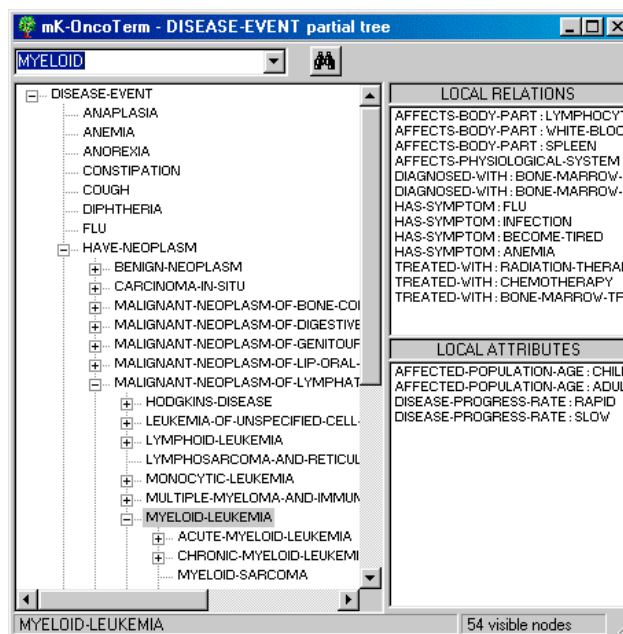 mK-OncoTerm - DISEASE-EVENT partial tree
MYELOID
DISEASE-EVENT
ANAPLASIA
ANEMIA
ANOREXIA
CONSTIPATION
COUGH
DIPHTHERIA
FLU
HAVE-NEOPLASM
BENIGN-NEOPLASM
CARCINOMA-IN-SITU
MALIGNANT-NEOPLASM-OF-BONE-CO
MALIGNANT-NEOPLASM-OF-DIGESTIVE
MALIGNANT-NEOPLASM-OF-GENITOUF
MALIGNANT-NEOPLASM-OF-LIP-ORAL-
MALIGNANT-NEOPLASM-OF-LYMPHAT
HODGKINS-DISEASE
LEUKEMIA-OF-UNSPECIFIED-CELL-
LYMPHOID-LEUKEMIA
LYMPHOSARCOMA-AND-RETICUL
MONOCYTIC-LEUKEMIA
MULTIPLE-MYELOMA-AND-IMMUN
MYELOID-LEUKEMIA
ACUTE-MYELOID-LEUKEMIA
CHRONIC-MYELOID-LEUKEMI
MYELOID-SARCOMA
LOCAL RELATIONS
AFFECTS-BODY-PART : LYMPHOCYT
AFFECTS-BODY-PART : WHITE-BLOO
AFFECTS-BODY-PART : SPLEEN
AFFECTS-PHYSIOLOGICAL-SYSTEM
DIAGNOSED-WITH : BONE-MARROW-
DIAGNOSED-WITH : BONE-MARROW-
HAS-SYMPTOM : FLU
HAS-SYMPTOM : INFECTION
HAS-SYMPTOM : BECOME-TIRED
HAS-SYMPTOM : ANEMIA
TREATED-WITH : RADIATION-THERA
TREATED-WITH : CHEMOTHERAPY
TREATED-WITH : BONE-MARROW-TF
LOCAL ATTRIBUTES
AFFECTED-POPULATION-AGE : CHIL
AFFECTED-POPULATION-AGE : ADUL
DISEASE-PROGRESS-RATE : RAPID
DISEASE-PROGRESS-RATE : SLOW
MYELOID-LEUKEMIA
54 visible nodes